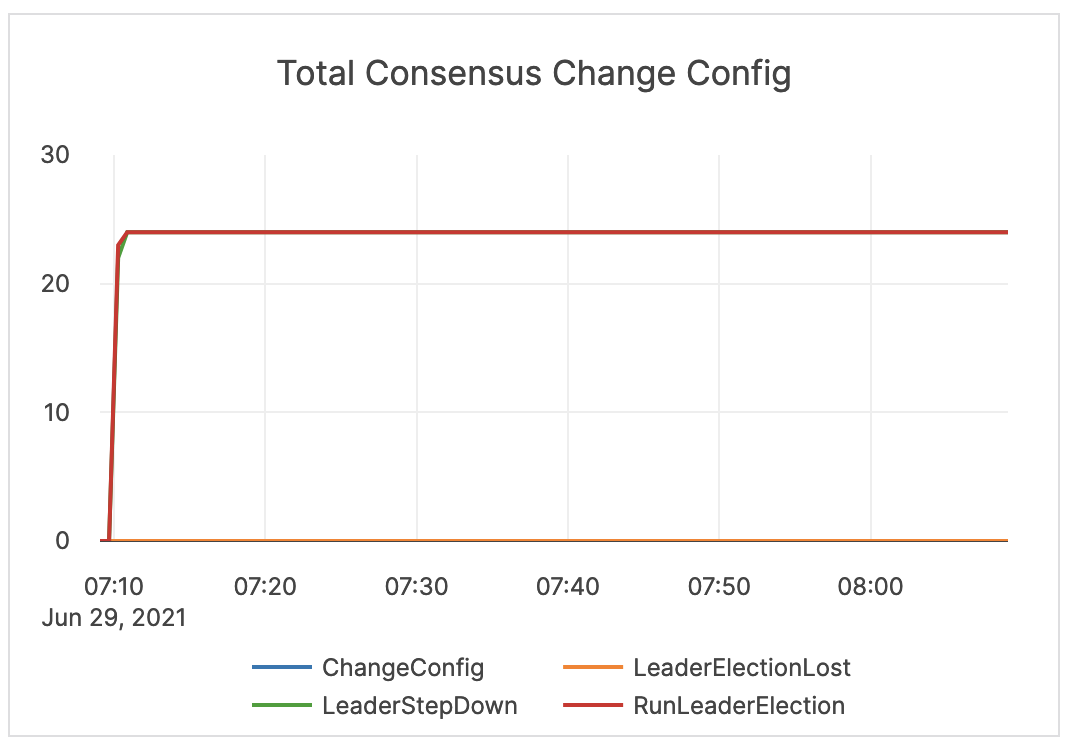 Total Consensus Change Config
30
20
10
0
07:10 07:20 07:30 07:40 07:50 08:00
Jun 29, 2021
ChangeConfig LeaderElectionLost
LeaderStepDown RunLeaderElection